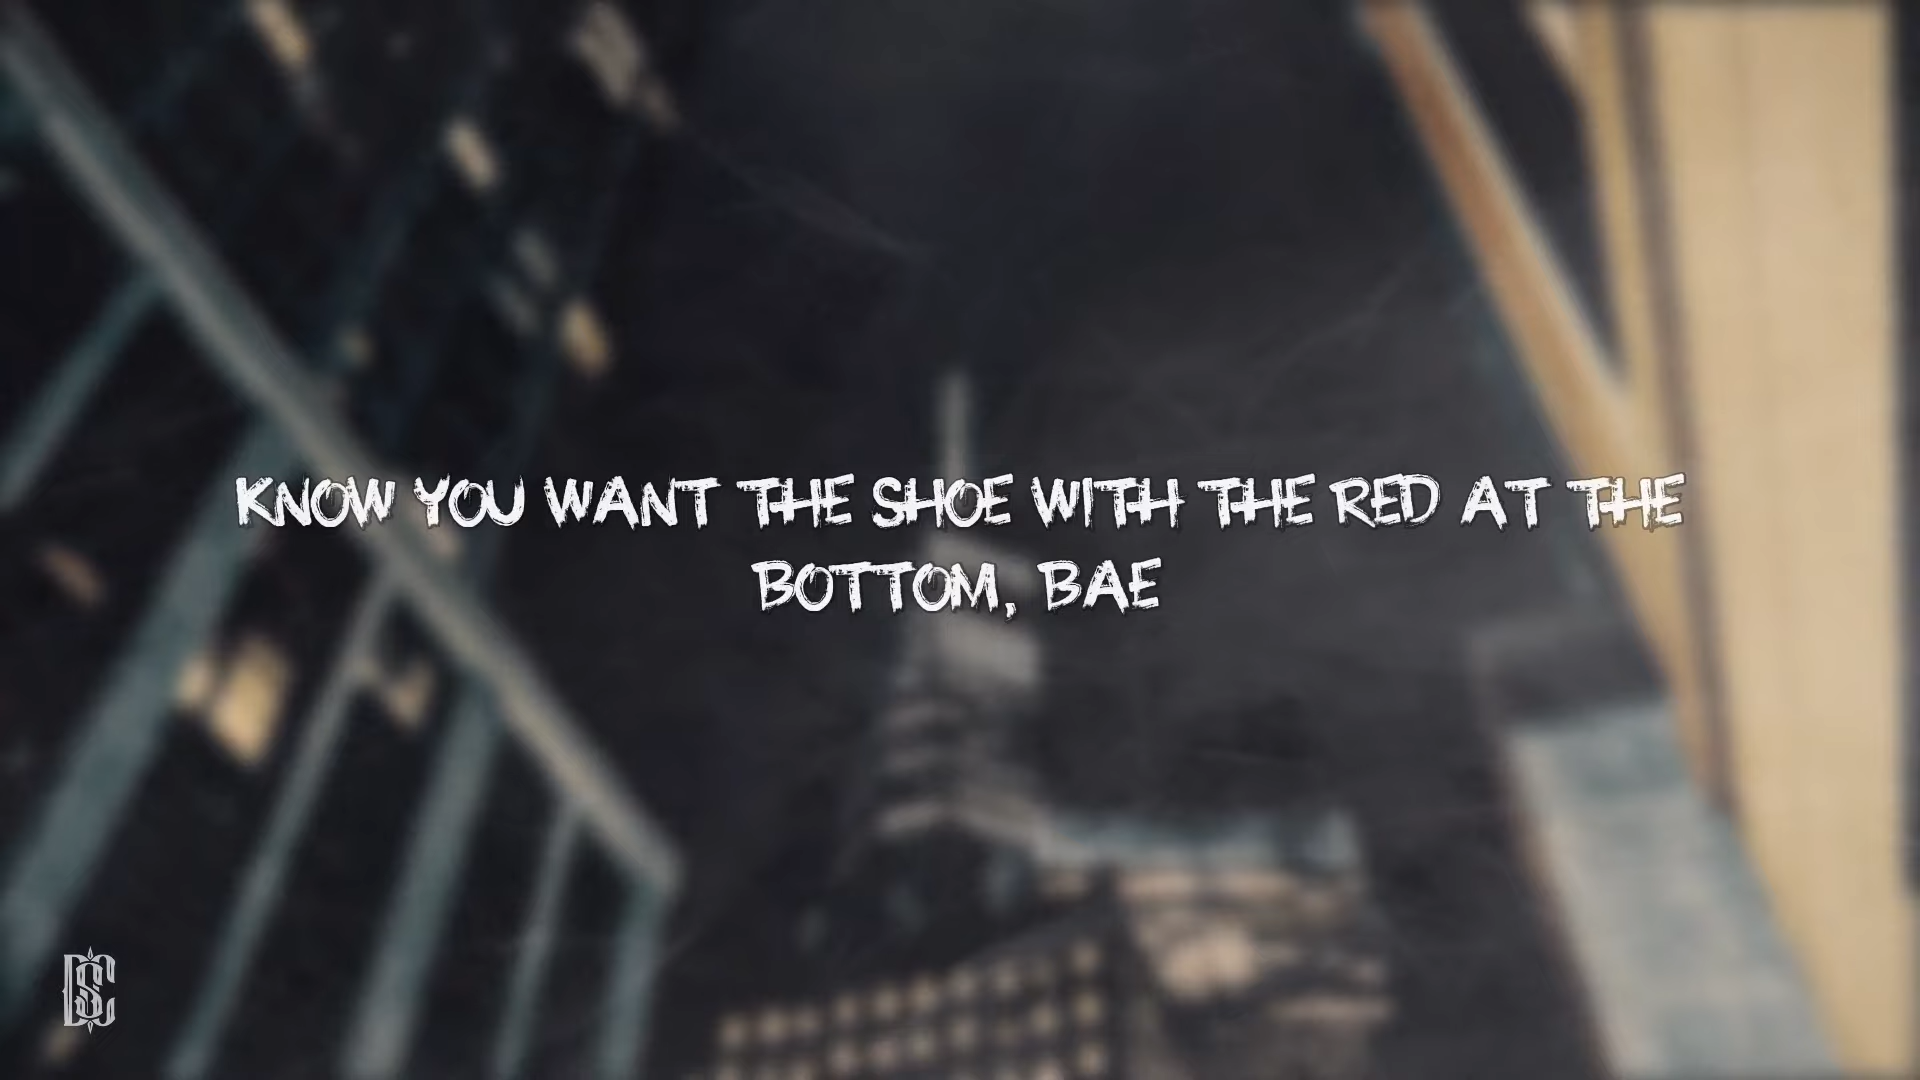 KNOW YOU WANT THE SHOE WITH THE RED AT THE
BOTTOM, BAE